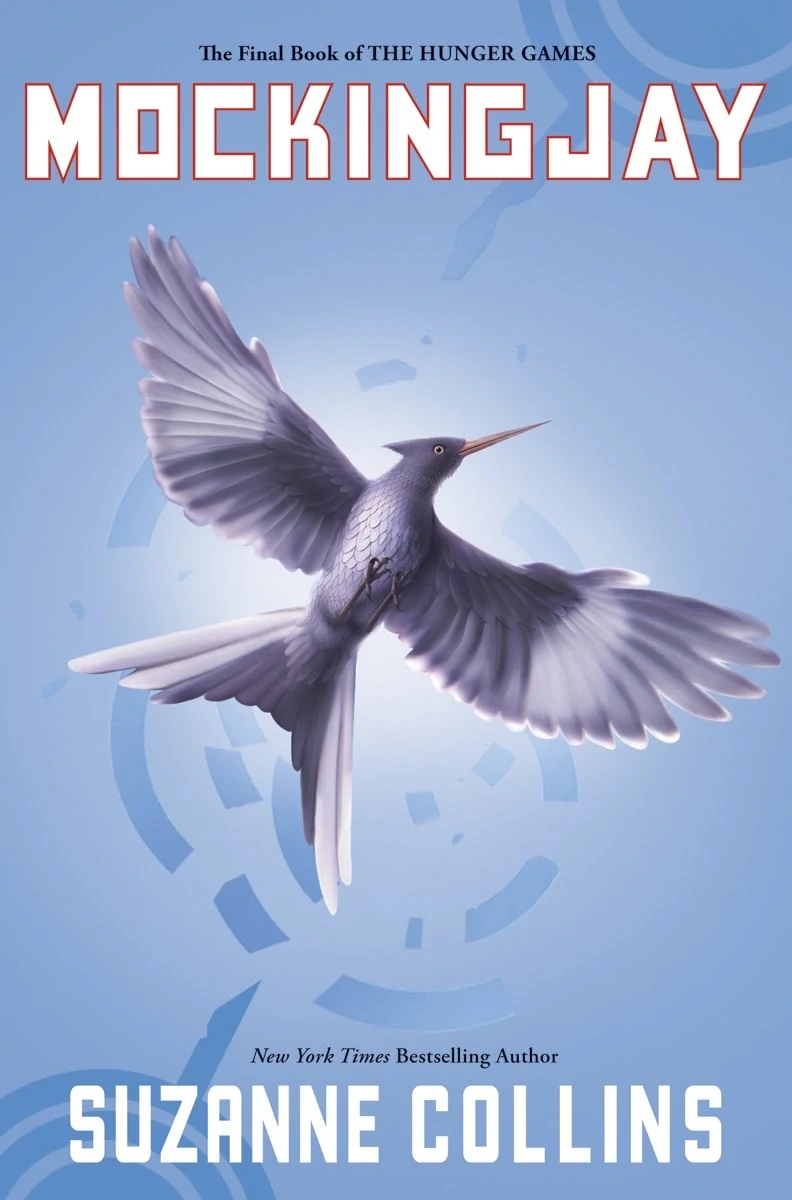 The Final Book of THE HUNGER GAMES
MOCKINGJAY
New York Times Bestselling Author
SUZANNE COLLINS